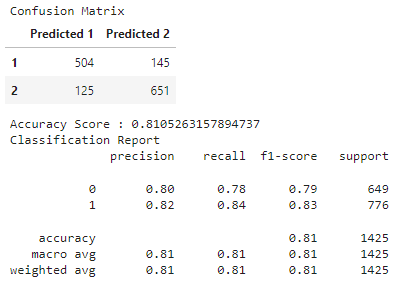 Confusion Matrix
Predicted 1 Predicted 2
1 504 145
2 125 651
Accuracy Score : 0.8105263157894737
Classification Report
precision recall f1-score support
0 0.80 0.78 0.79 649
1 0.82 0.84 0.83 776
accuracy 0.81 1425
macro avg 0.81 0.81 0.81 1425
weighted avg 0.81 0.81 0.81 1425